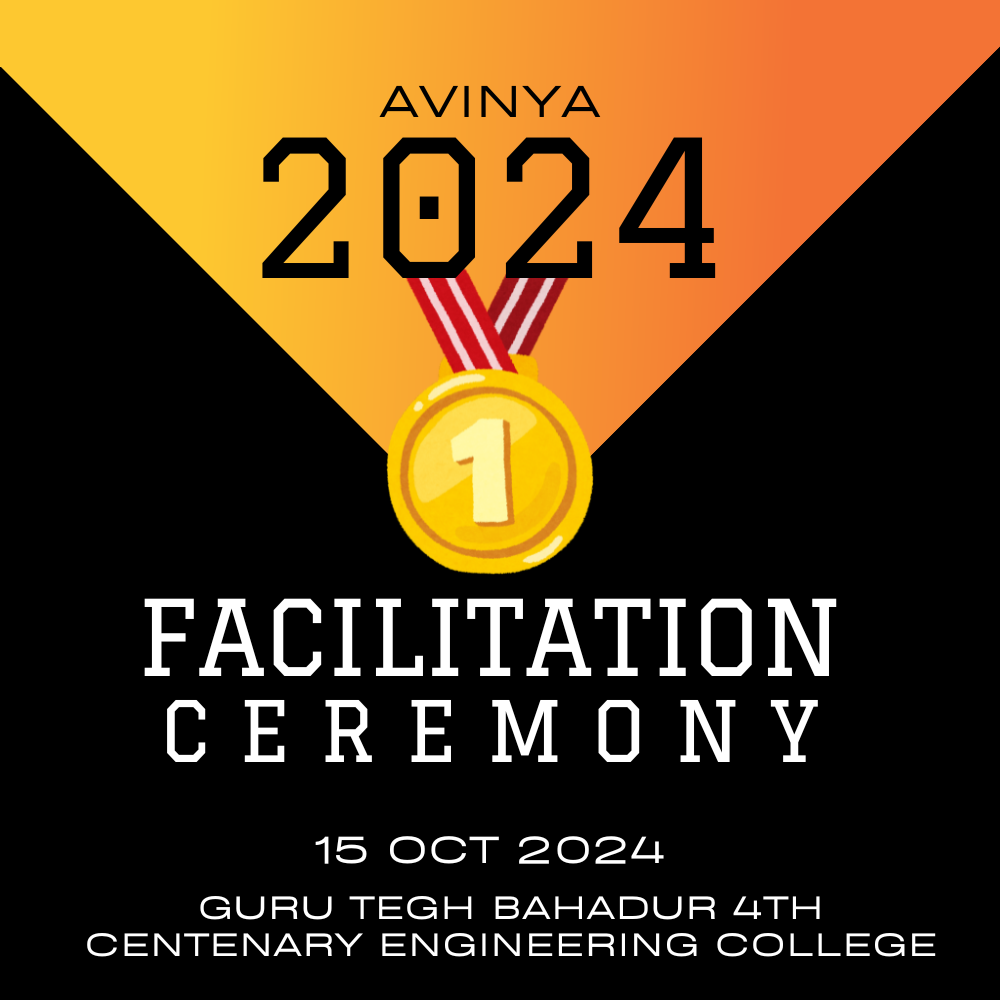 AVINYA
2024
1
FACILITATION
CEREMONY
15 OCT 2024
GURU TEGH BAHADUR 4TH
CENTENARY ENGINEERING COLLEGE